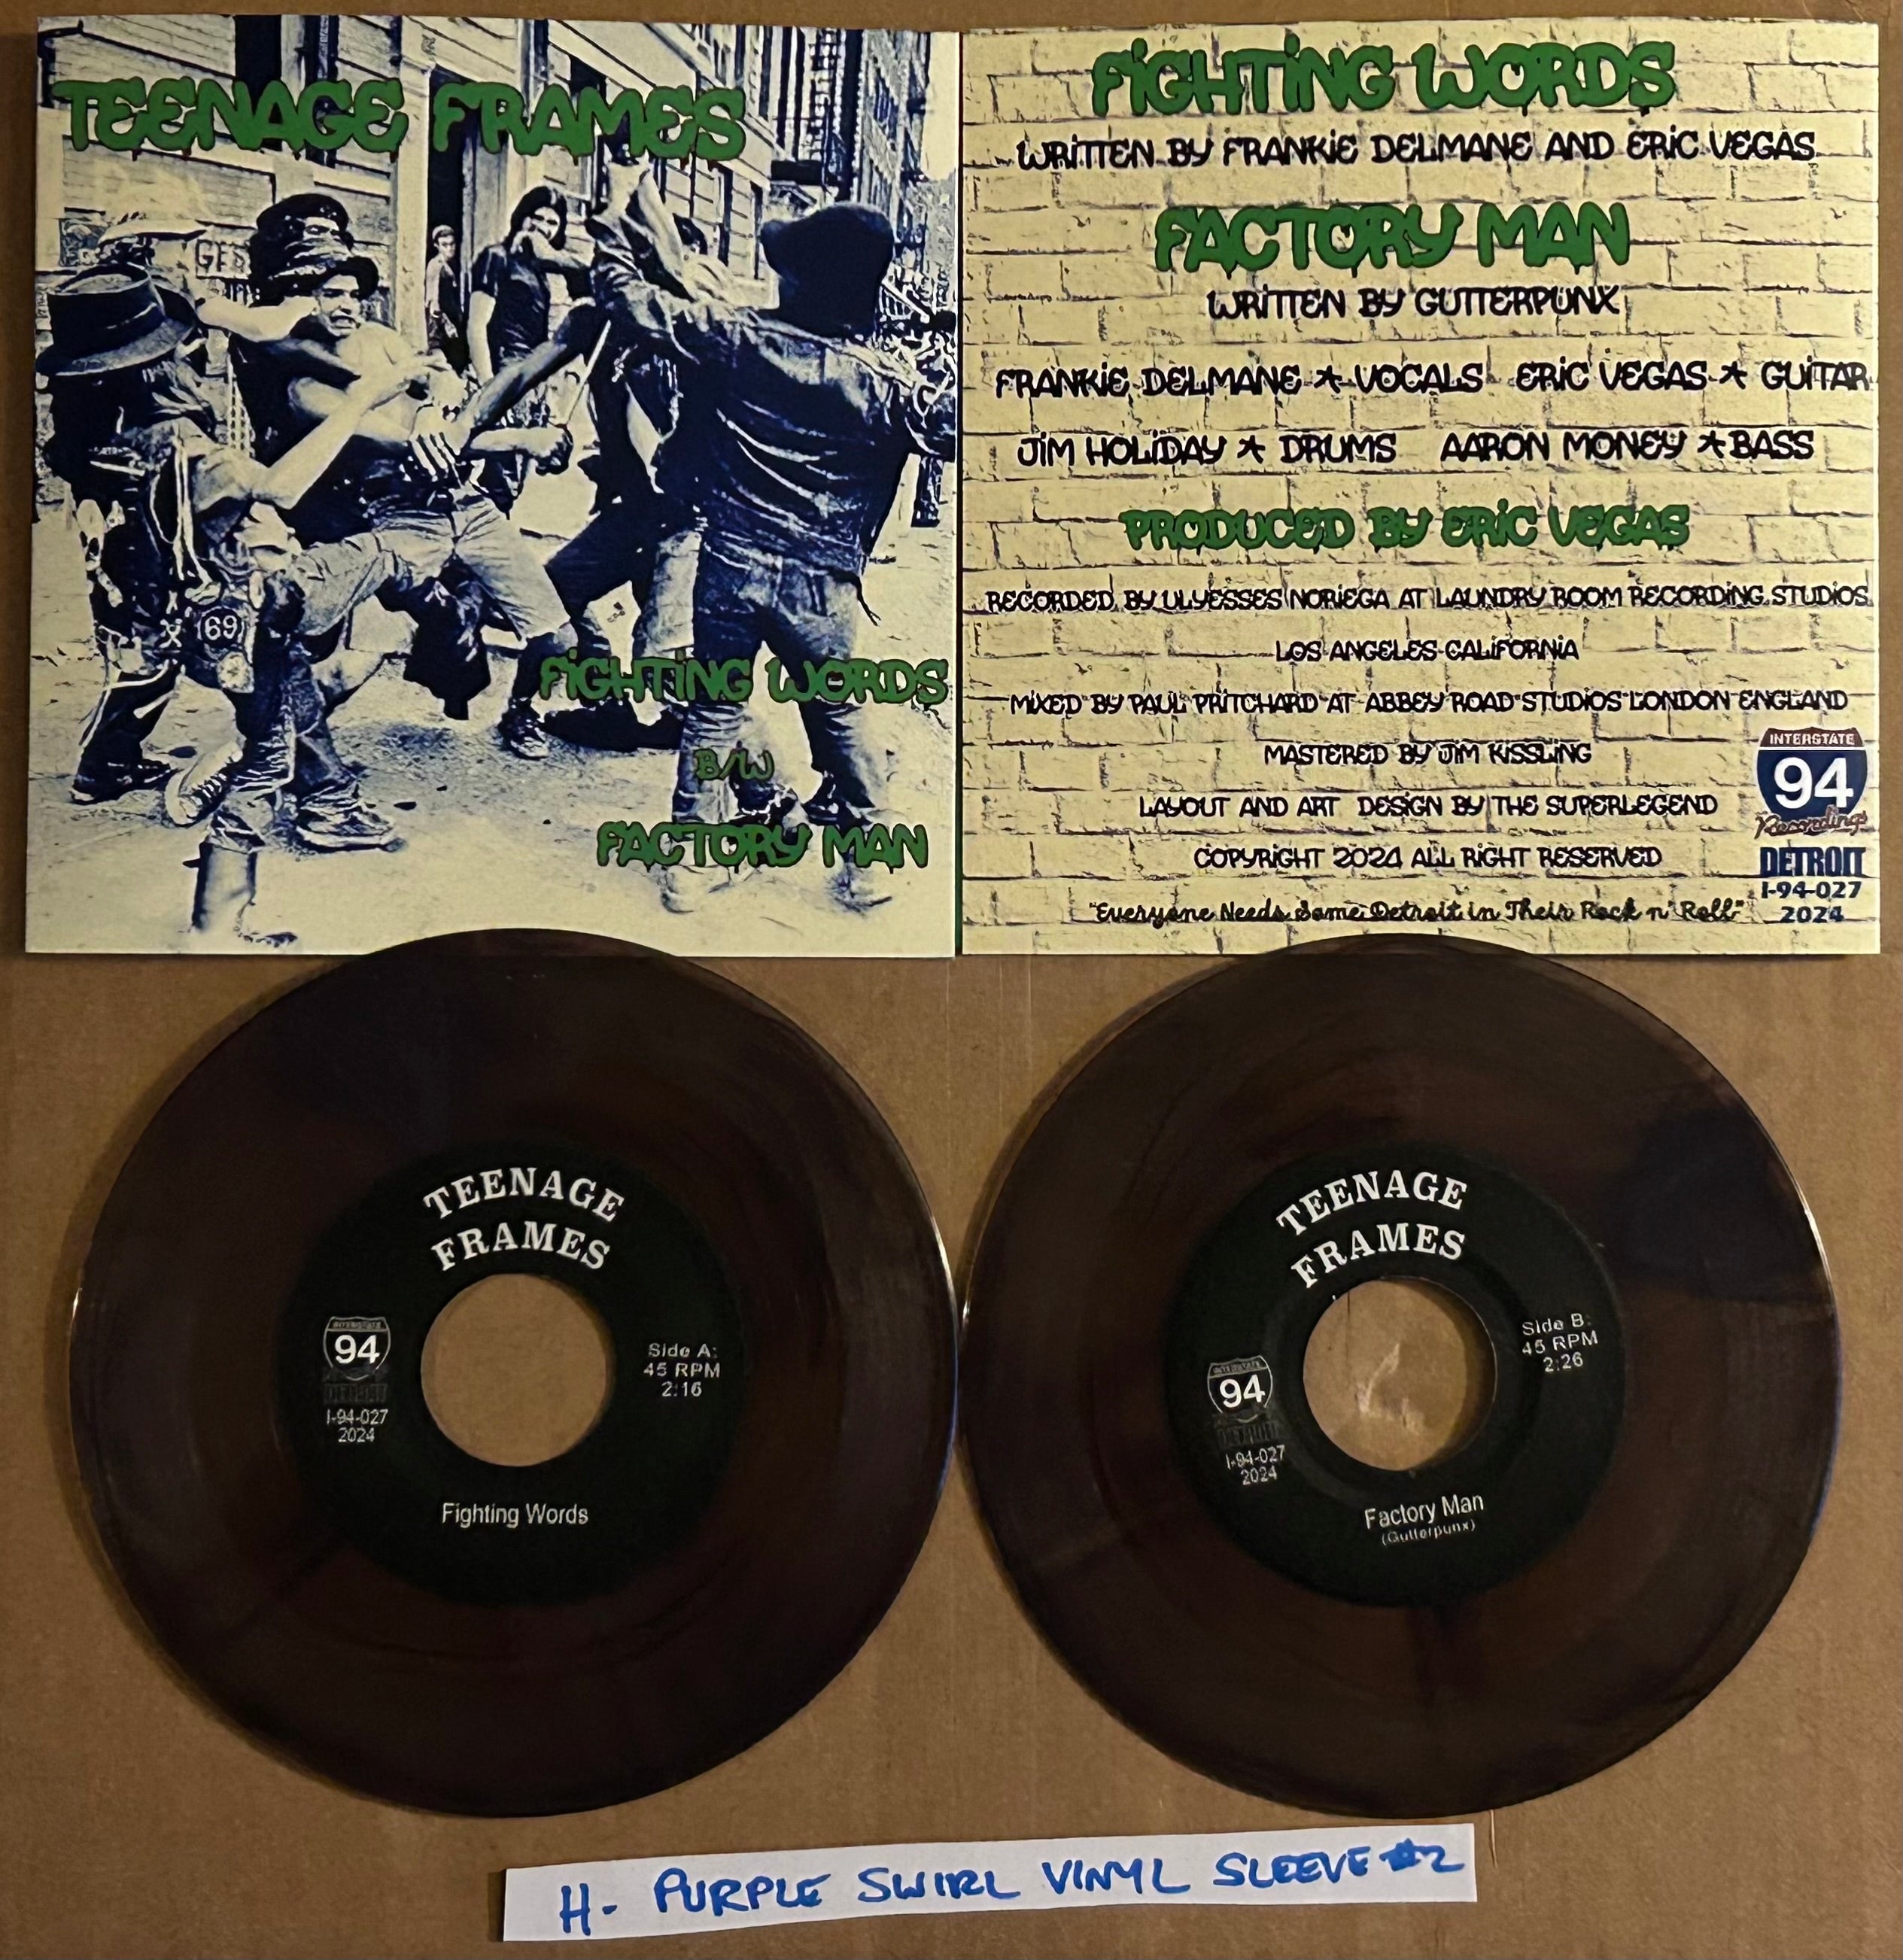 TEENAGE FRAMES
GES
69
FiGHTiNG WORDS
B/W
FACTORY MAN
FiGHTiNG WORDS
WRiTTEN BY FRANKiE DELMANE AND ERiC VEGAS
FACTORY MAN
WRiTTEN BY GUTTERPUNX
FRANKiE DELMANE * VOCALS ERiC VEGAS * GUiTAR
JiM HOLiDAY * DRUMS AARON MONEY * BASS
PRODUCED BY ERiC VEGAS
RECORDED BY ULYESSES NORiEGA AT LAUNDRY ROOM RECORDiNG STUDiOS
LOS ANGELES CALiFORNiA
MiXED BY PAUL PRiTCHARD AT ABBEY ROAD STUDiOS LONDON ENGLAND
MASTERED BY JiM KiSSLiNG
LAYOUT AND ART DESiGN BY THE SUPERLEGEND
COPYRiGHT 2024 ALL RiGHT RESERVED
"Everyone Needs Some Detroit in Their Rock n' Roll"
INTERSTATE
94
Recordings
DETROIT
I-94-027
2024
TEENAGE
FRAMES
INTERSTATE
94
DETROIT
I-94-027
2024
Side A:
45 RPM
2:16
Fighting Words
TEENAGE
FRAMES
INTERSTATE
94
DETROIT
I-94-027
2024
Side B:
45 RPM
2:26
Factory Man
(Gutterpunx)
H- PURPLE SWIRL VINYL SLEEVE #2